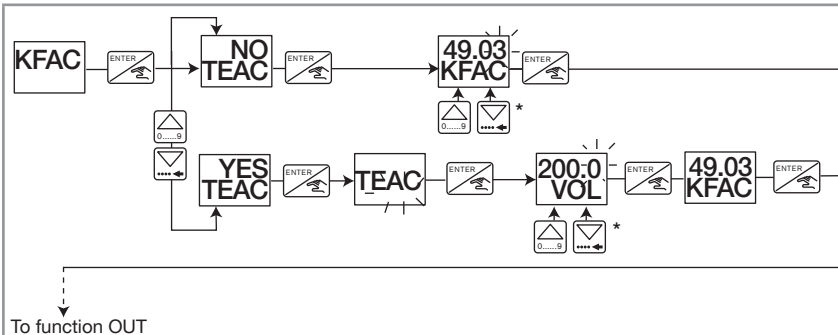 KFAC
ENTER
NO
TEAC
ENTER
49.03
KFAC
ENTER
0......9
*
0......9
YES
TEAC
ENTER
TEAC
ENTER
200.0
VOL
ENTER
49.03
KFAC
ENTER
0......9
*
To function OUT